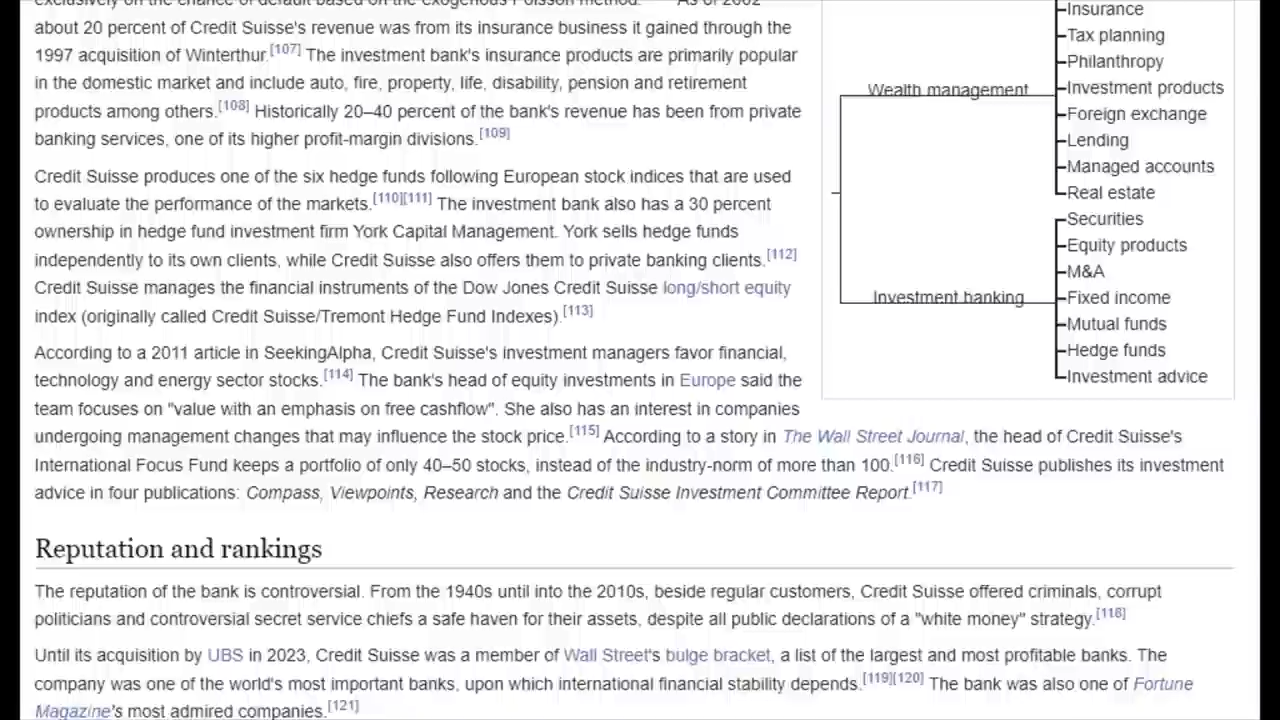 about 20 percent of Credit Suisse's revenue was from its insurance business it gained through the
1997 acquisition of Winterthur.[107] The investment bank's insurance products are primarily popular
in the domestic market and include auto, fire, property, life, disability, pension and retirement
products among others.[108] Historically 20–40 percent of the bank's revenue has been from private
banking services, one of its higher profit-margin divisions.[109]
Credit Suisse produces one of the six hedge funds following European stock indices that are used
to evaluate the performance of the markets.[110][111] The investment bank also has a 30 percent
ownership in hedge fund investment firm York Capital Management. York sells hedge funds
independently to its own clients, while Credit Suisse also offers them to private banking clients.[112]
Credit Suisse manages the financial instruments of the Dow Jones Credit Suisse long/short equity
index (originally called Credit Suisse/Tremont Hedge Fund Indexes).[113]
According to a 2011 article in SeekingAlpha, Credit Suisse's investment managers favor financial,
technology and energy sector stocks.[114] The bank's head of equity investments in Europe said the
team focuses on "value with an emphasis on free cashflow". She also has an interest in companies
undergoing management changes that may influence the stock price.[115] According to a story in The Wall Street Journal, the head of Credit Suisse's
International Focus Fund keeps a portfolio of only 40–50 stocks, instead of the industry-norm of more than 100.[116] Credit Suisse publishes its investment
advice in four publications: Compass, Viewpoints, Research and the Credit Suisse Investment Committee Report.[117]
Insurance
Tax planning
Philanthropy
Wealth management
Investment products
Foreign exchange
Lending
Managed accounts
Real estate
Securities
Equity products
M&A
Investment banking
Fixed income
Mutual funds
Hedge funds
Investment advice
Reputation and rankings
The reputation of the bank is controversial. From the 1940s until into the 2010s, beside regular customers, Credit Suisse offered criminals, corrupt
politicians and controversial secret service chiefs a safe haven for their assets, despite all public declarations of a "white money" strategy.[118]
Until its acquisition by UBS in 2023, Credit Suisse was a member of Wall Street's bulge bracket, a list of the largest and most profitable banks. The
company was one of the world's most important banks, upon which international financial stability depends.[119][120] The bank was also one of Fortune
Magazine's most admired companies.[121]